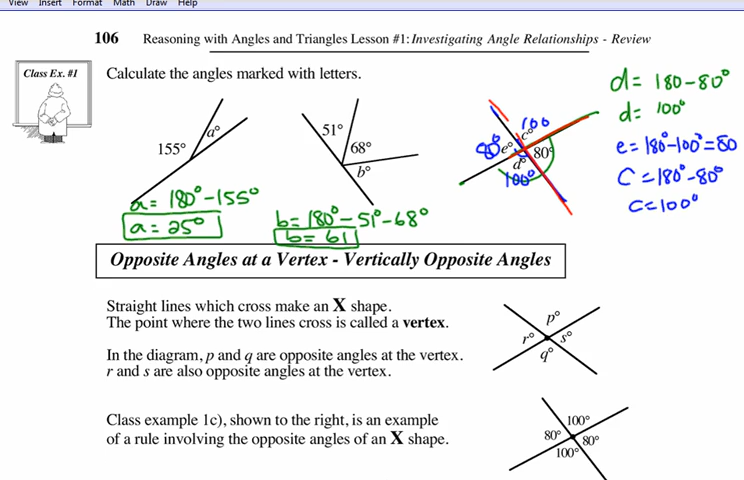 View Insert Format Math Draw Help
106 Reasoning with Angles and Triangles Lesson #1: Investigating Angle Relationships - Review
Class Ex. #1
Calculate the angles marked with letters.
155°
a°
a = 180° - 155°
a = 25°
51°
68°
b°
b = 180° - 51° - 68°
b = 61
100
c°
80°
e°
80°
d°
100°
d = 180 - 80°
d = 100°
e = 180° - 100° = 80
C = 180° - 80°
C = 100°
Opposite Angles at a Vertex - Vertically Opposite Angles
Straight lines which cross make an X shape.
The point where the two lines cross is called a vertex.
In the diagram, p and q are opposite angles at the vertex.
r and s are also opposite angles at the vertex.
p°
r°
s°
q°
Class example 1c), shown to the right, is an example
of a rule involving the opposite angles of an X shape.
100°
80°
80°
100°